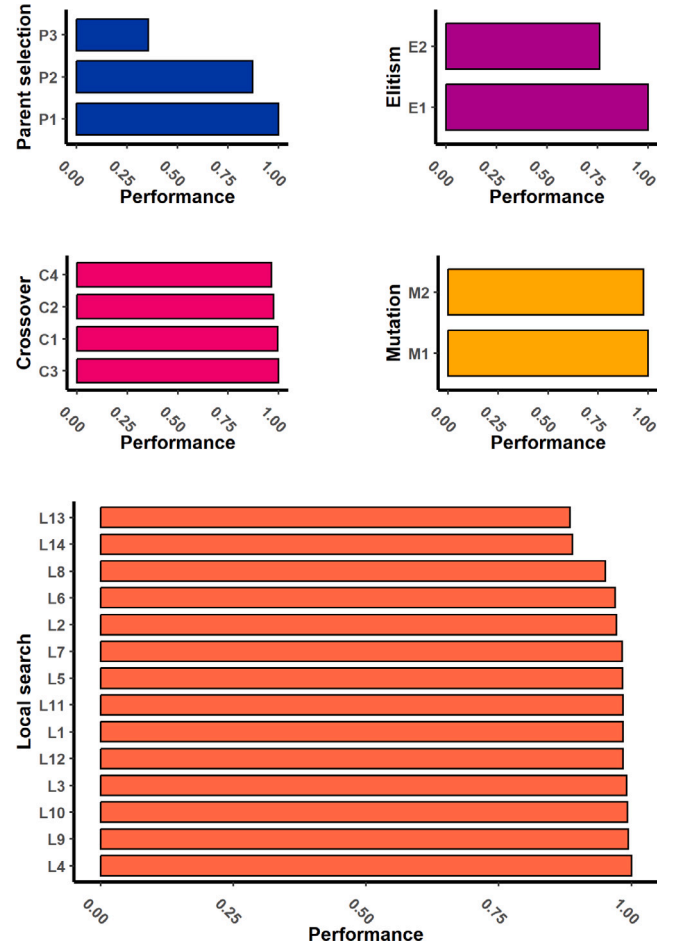 Parent selection
P3
P2
P1
0.00 0.25 0.50 0.75 1.00
Performance
Elitism
E2
E1
0.00 0.25 0.50 0.75 1.00
Performance
Crossover
C4
C2
C1
C3
0.00 0.25 0.50 0.75 1.00
Performance
Mutation
M2
M1
0.00 0.25 0.50 0.75 1.00
Performance
Local search
L13
L14
L8
L6
L2
L7
L5
L11
L1
L12
L3
L10
L9
L4
0.00 0.25 0.50 0.75 1.00
Performance